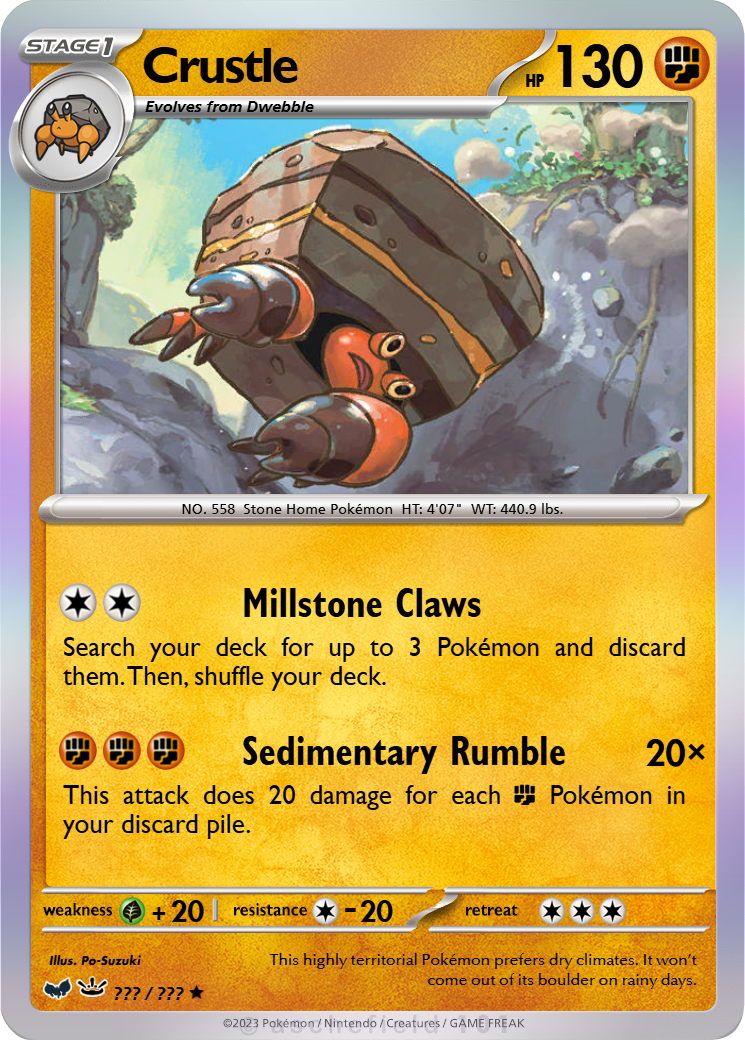 STAGE1
Crustle
HP 130
Evolves from Dwebble
NO. 558 Stone Home Pokémon HT: 4'07" WT: 440.9 lbs.
Millstone Claws
Search your deck for up to 3 Pokémon and discard
them. Then, shuffle your deck.
Sedimentary Rumble 20×
This attack does 20 damage for each Pokémon in
your discard pile.
weakness + 20 resistance - 20 retreat
Illus. Po-Suzuki
This highly territorial Pokémon prefers dry climates. It won't
come out of its boulder on rainy days.
??? / ??? ★
©2023 Pokémon / Nintendo / Creatures / GAME FREAK